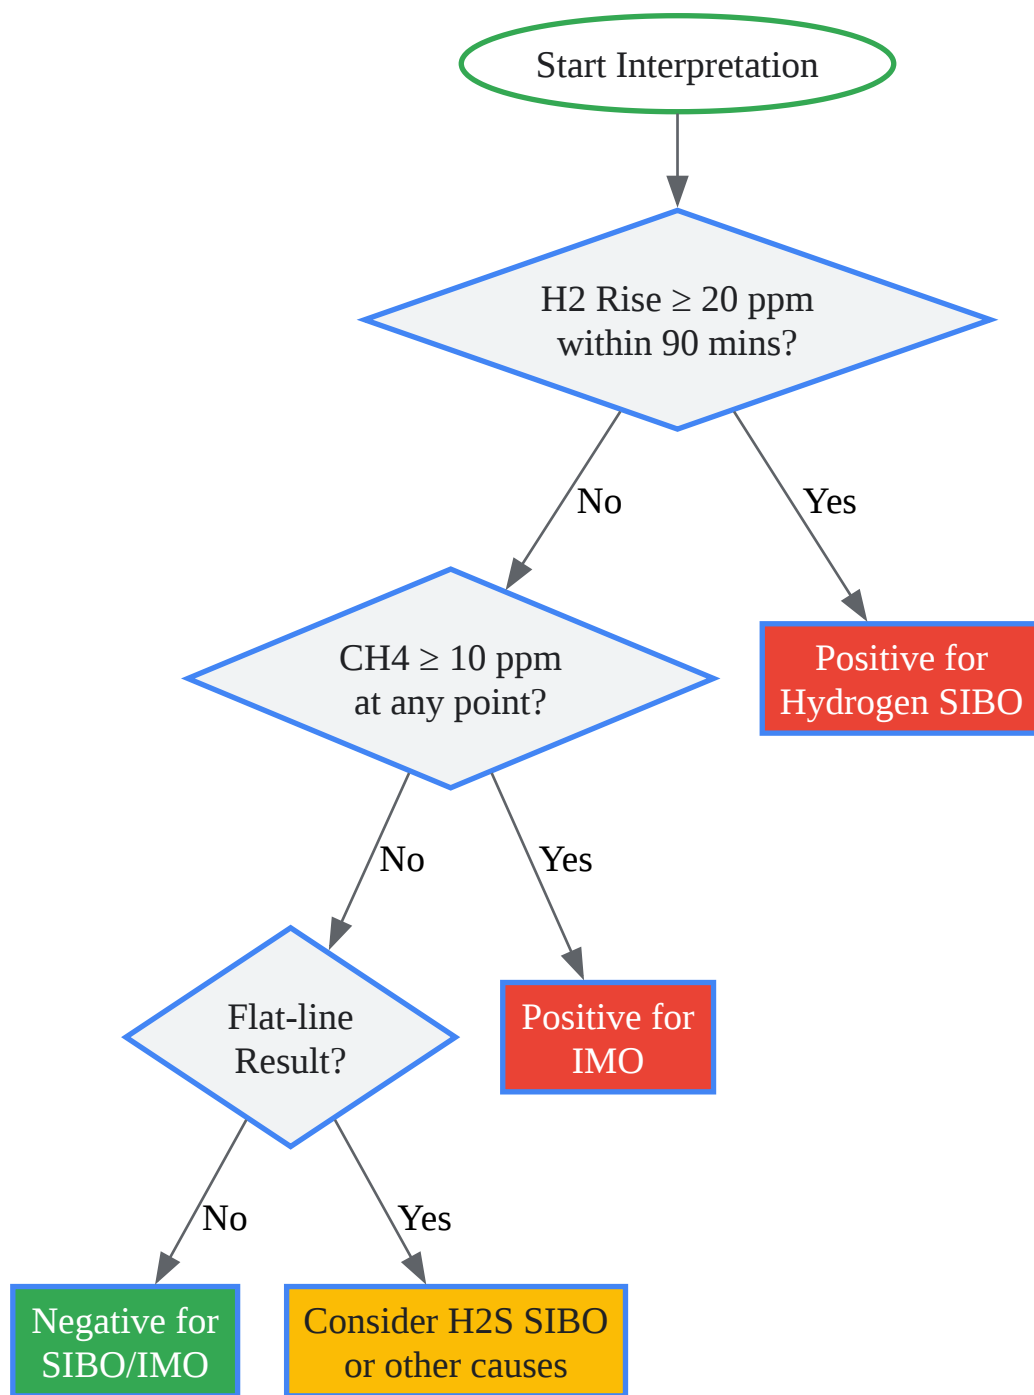 Start Interpretation
H2 Rise ≥ 20 ppm
within 90 mins?
No
Yes
CH4 ≥ 10 ppm
at any point?
Positive for
Hydrogen SIBO
No
Yes
Flat-line
Result?
Positive for
IMO
No
Yes
Negative for
SIBO/IMO
Consider H2S SIBO
or other causes